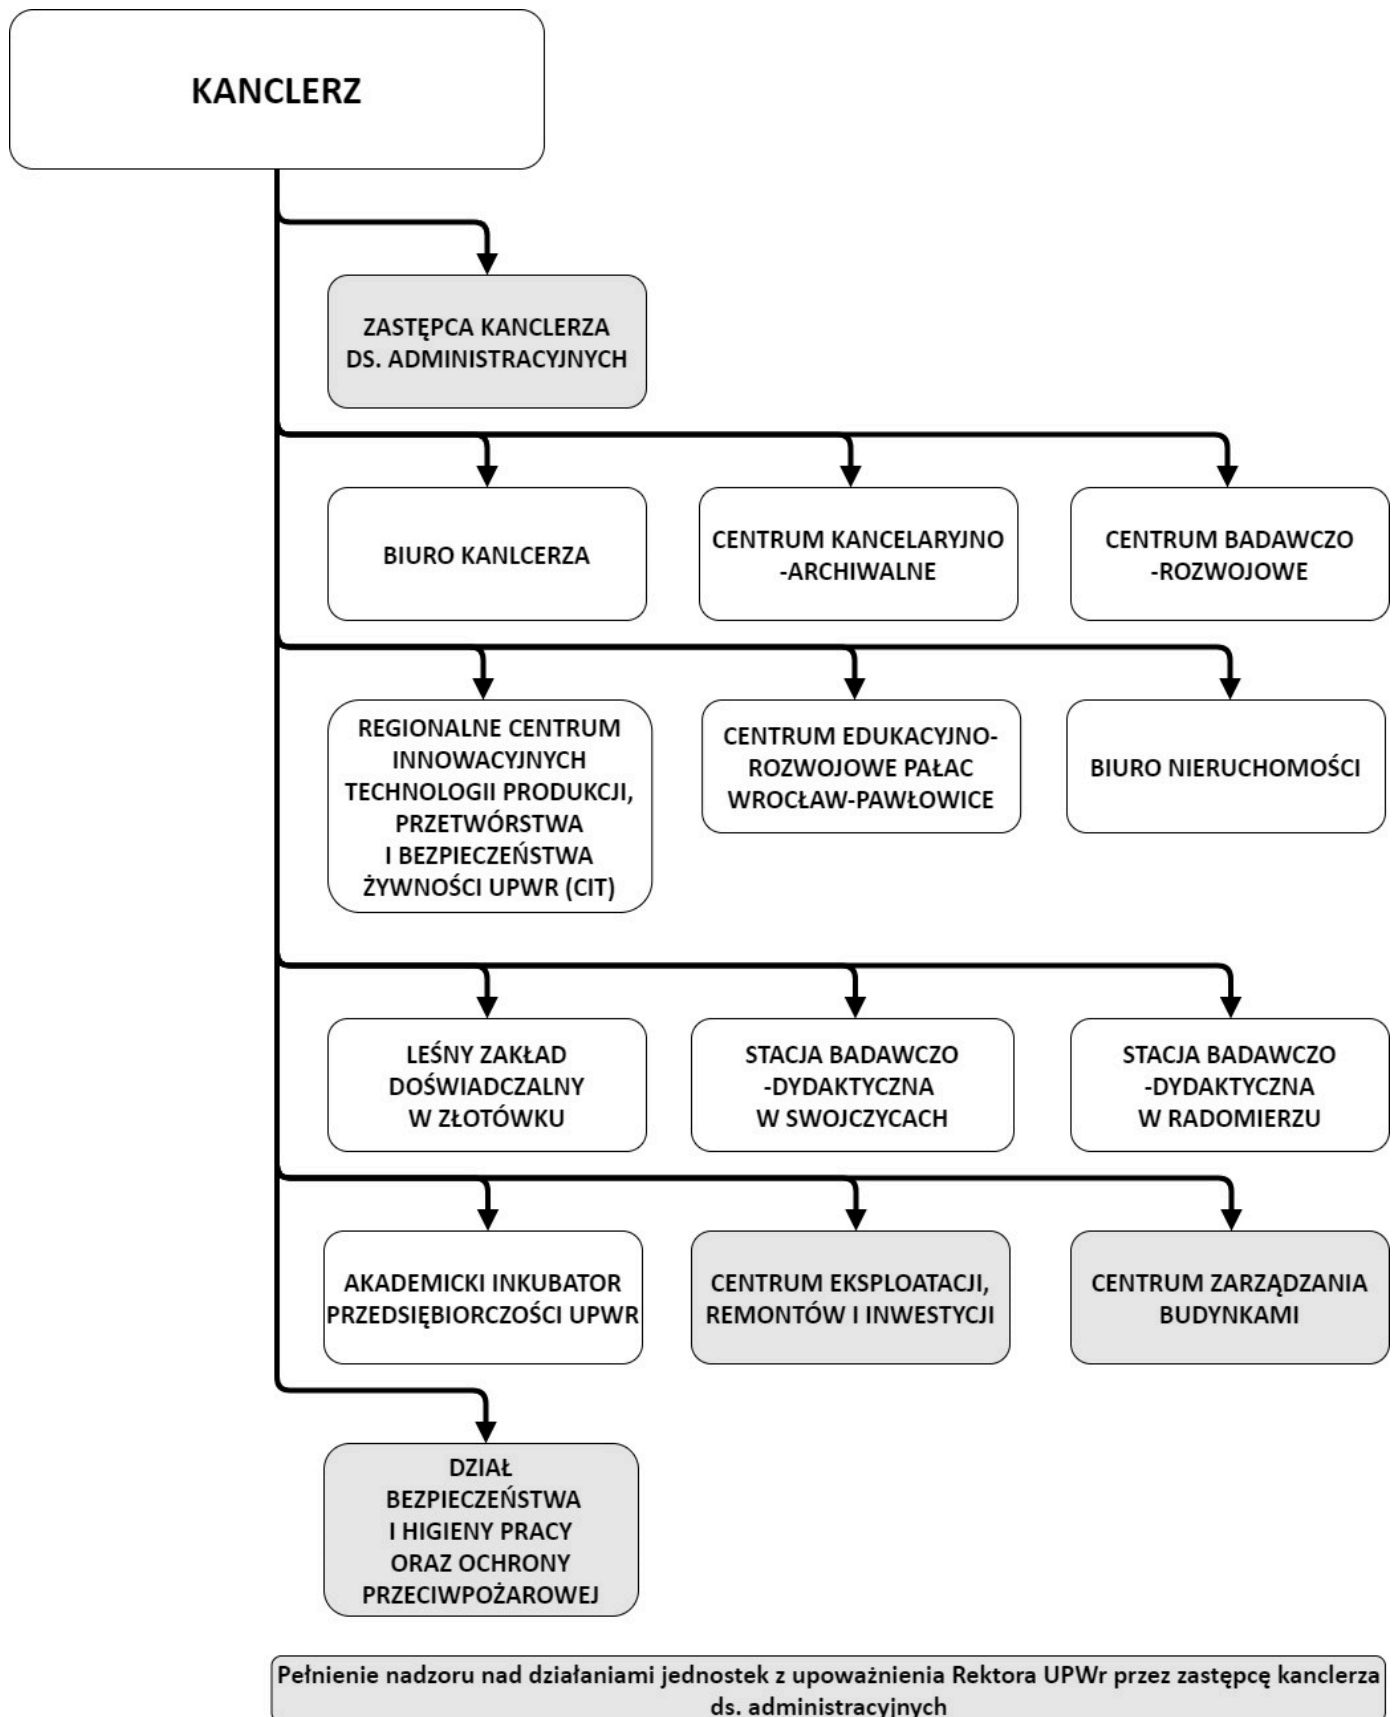 KANCLERZ
ZASTĘPCA KANCLERZA
DS. ADMINISTRACYJNYCH
BIURO KANLCERZA
CENTRUM KANCELARYJNO
-ARCHIWALNE
CENTRUM BADAWCZO
-ROZWOJOWE
REGIONALNE CENTRUM
INNOWACYJNYCH
TECHNOLOGII PRODUKCJI,
PRZETWÓRSTWA
I BEZPIECZEŃSTWA
ŻYWNOŚCI UPWR (CIT)
CENTRUM EDUKACYJNO-
ROZWOJOWE PAŁAC
WROCŁAW-PAWŁOWICE
BIURO NIERUCHOMOŚCI
LEŚNY ZAKŁAD
DOŚWIADCZALNY
W ZŁOTÓWKU
STACJA BADAWCZO
-DYDAKTYCZNA
W SWOJCZYCACH
STACJA BADAWCZO
-DYDAKTYCZNA
W RADOMIERZU
AKADEMICKI INKUBATOR
PRZEDSIĘBIORCZOŚCI UPWR
CENTRUM EKSPLOATACJI,
REMONTÓW I INWESTYCJI
CENTRUM ZARZĄDZANIA
BUDYNKAMI
DZIAŁ
BEZPIECZEŃSTWA
I HIGIENY PRACY
ORAZ OCHRONY
PRZECIWPOŻAROWEJ
Pełnienie nadzoru nad działaniami jednostek z upoważnienia Rektora UPWr przez zastępcę kanclerza
ds. administracyjnych